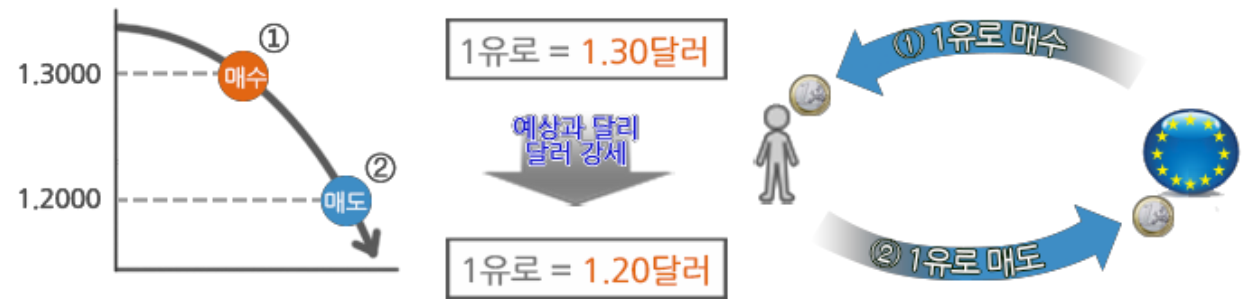 1.3000
1.2000
①
매수
②
매도
1유로 = 1.30달러
예상과 달리
달러 강세
1유로 = 1.20달러
① 1유로 매수
② 1유로 매도